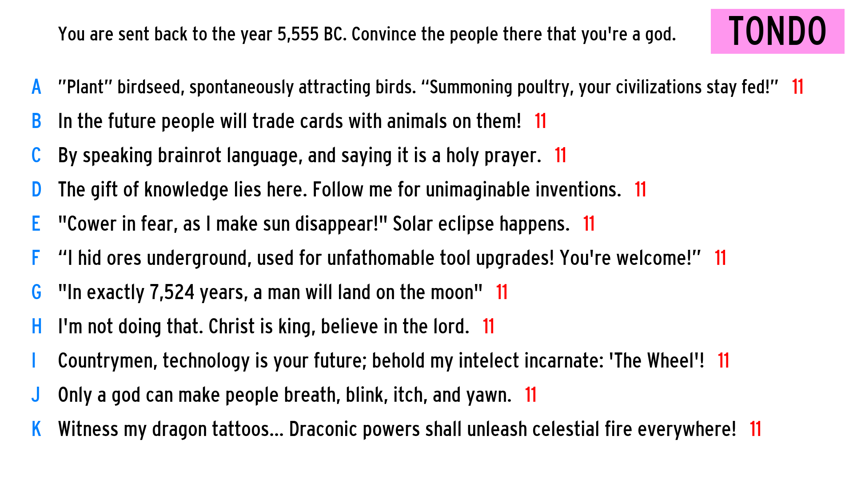 You are sent back to the year 5,555 BC. Convince the people there that you're a god.
TONDO
A ”Plant” birdseed, spontaneously attracting birds. “Summoning poultry, your civilizations stay fed!” 11
B In the future people will trade cards with animals on them! 11
C By speaking brainrot language, and saying it is a holy prayer. 11
D The gift of knowledge lies here. Follow me for unimaginable inventions. 11
E "Cower in fear, as I make sun disappear!" Solar eclipse happens. 11
F “I hid ores underground, used for unfathomable tool upgrades! You're welcome!” 11
G "In exactly 7,524 years, a man will land on the moon" 11
H I'm not doing that. Christ is king, believe in the lord. 11
I Countrymen, technology is your future; behold my intelect incarnate: 'The Wheel'! 11
J Only a god can make people breath, blink, itch, and yawn. 11
K Witness my dragon tattoos... Draconic powers shall unleash celestial fire everywhere! 11